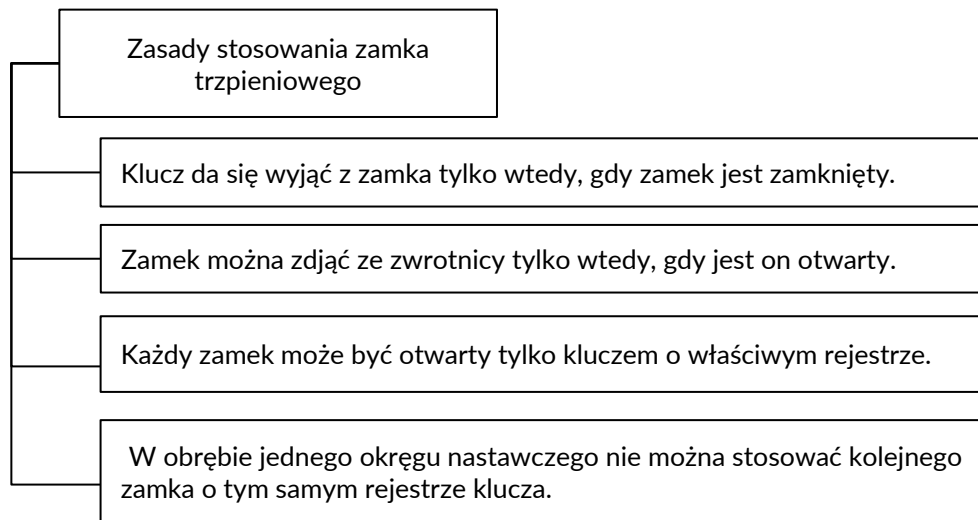 Zasady stosowania zamka
trzpieniowego
Klucz da się wyjąć z zamka tylko wtedy, gdy zamek jest zamknięty.
Zamek można zdjąć ze zwrotnicy tylko wtedy, gdy jest on otwarty.
Każdy zamek może być otwarty tylko kluczem o właściwym rejestrze.
W obrębie jednego okręgu nastawczego nie można stosować kolejnego
zamka o tym samym rejestrze klucza.